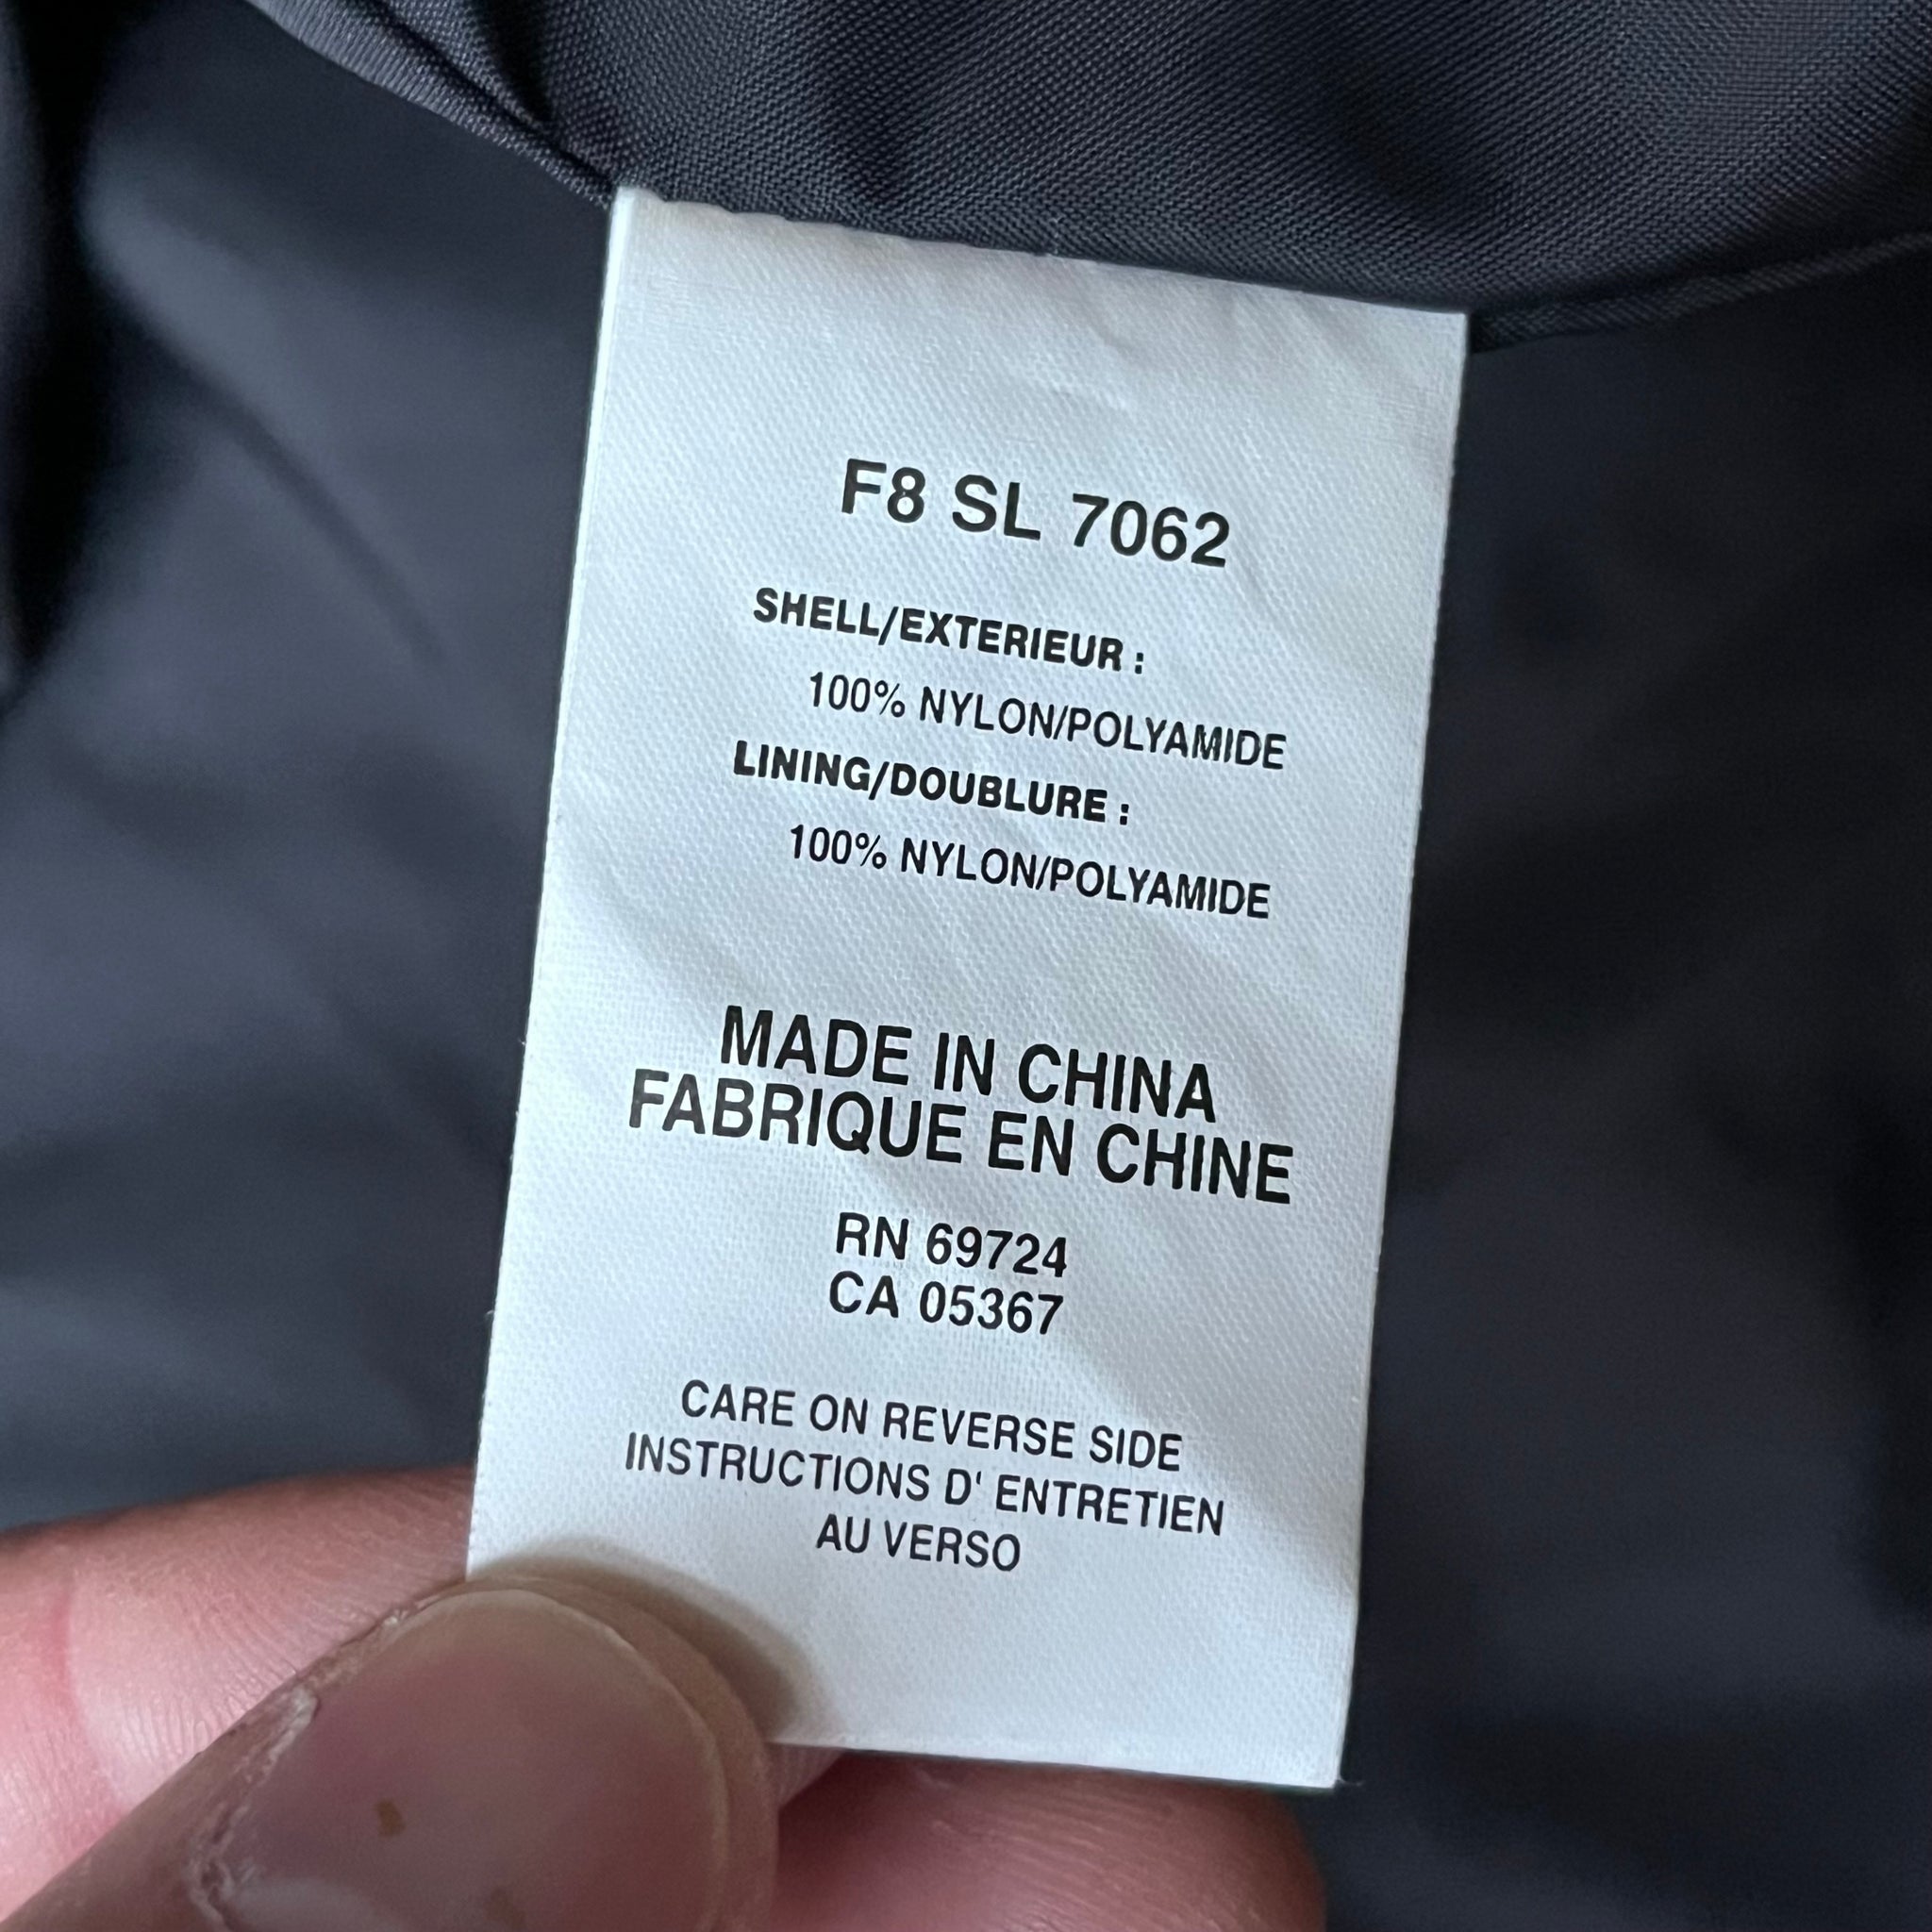 F8 SL 7062
SHELL/EXTERIEUR :
100% NYLON/POLYAMIDE
LINING/DOUBLURE :
100% NYLON/POLYAMIDE
MADE IN CHINA
FABRIQUE EN CHINE
RN 69724
CA 05367
CARE ON REVERSE SIDE
INSTRUCTIONS D' ENTRETIEN
AU VERSO